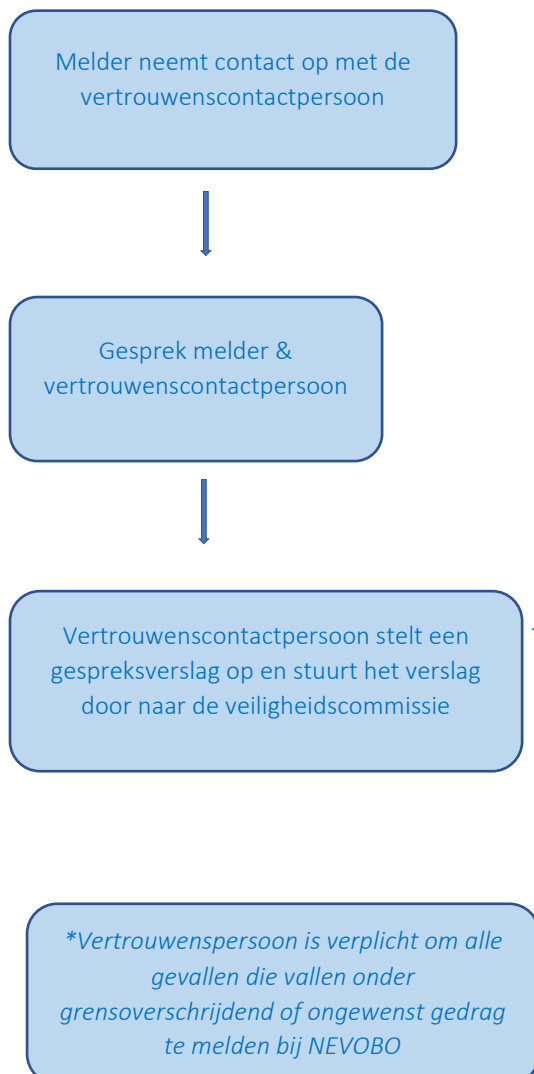 Melder neemt contact op met de
vertrouwenscontactpersoon
Gesprek melder &
vertrouwenscontactpersoon
Vertrouwenscontactpersoon stelt een
gespreksverslag op en stuurt het verslag
door naar de veiligheidscommissie
*Vertrouwenspersoon is verplicht om alle
gevallen die vallen onder
grensoverschrijdend of ongewenst gedrag
te melden bij NEVOBO